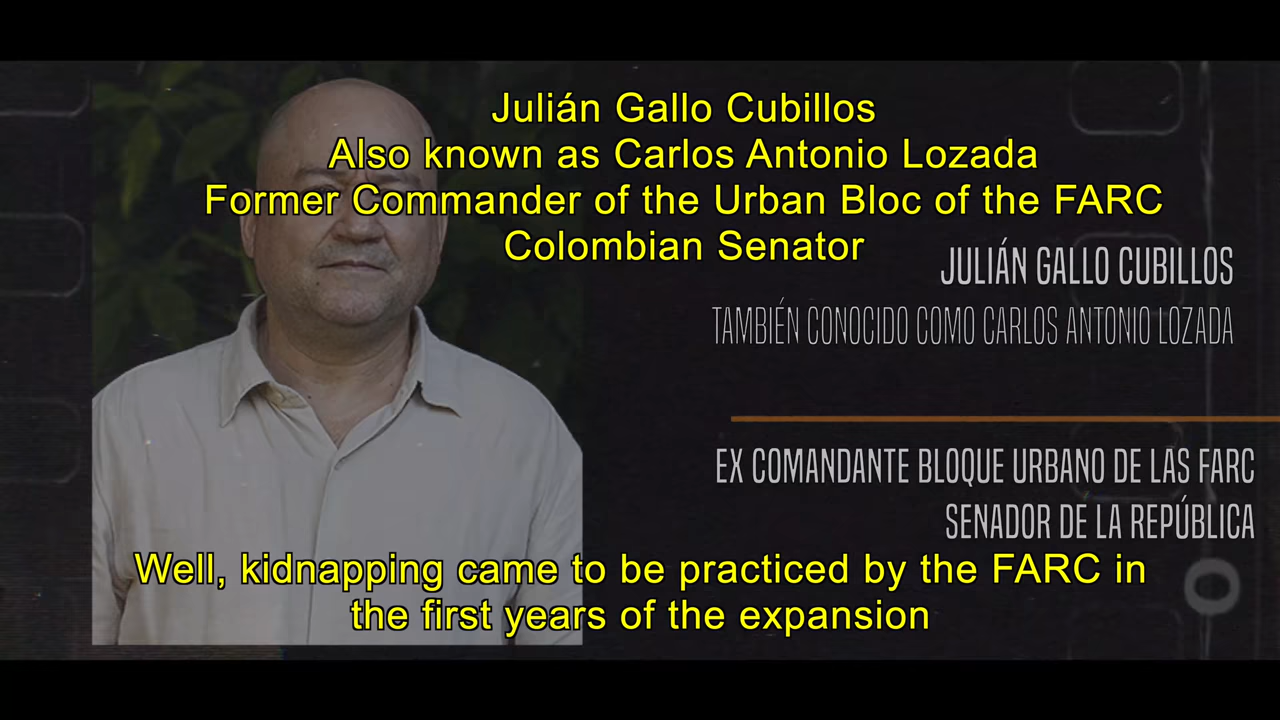 Julián Gallo Cubillos
Also known as Carlos Antonio Lozada
Former Commander of the Urban Bloc of the FARC
Colombian Senator
JULIÁN GALLO CUBILLOS
TAMBIÉN CONOCIDO COMO CARLOS ANTONIO LOZADA
EX COMANDANTE BLOQUE URBANO DE LAS FARC
SENADOR DE LA REPÚBLICA
Well, kidnapping came to be practiced by the FARC in
the first years of the expansion